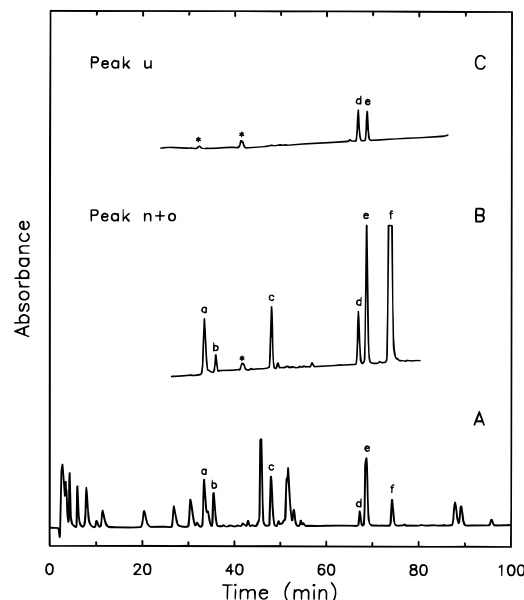 Peak u
C
d e
* *
Peak n+o
B
e f
a c d
b *
A
e
a c
b f
d
Absorbance
0 20 40 60 80 100
Time (min)